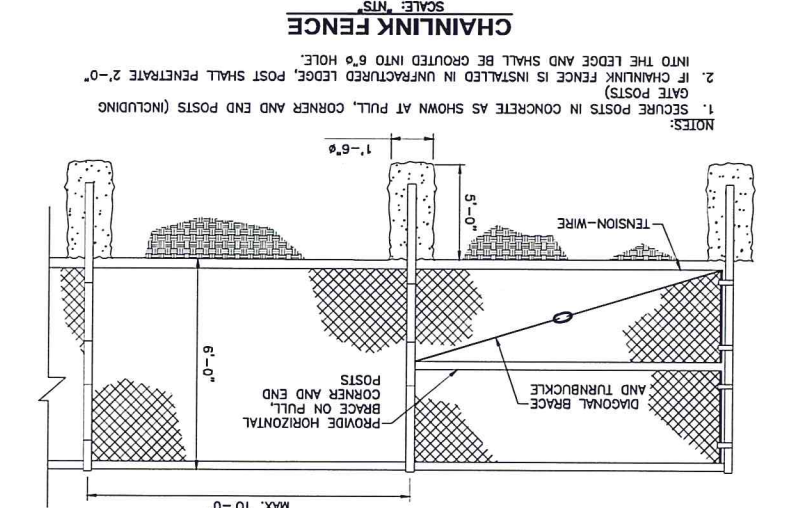 MAX. 10'-0
PROVIDE HORIZONTAL
BRACE ON PULL,
CORNER AND END
POSTS
DIAGONAL BRACE
AND TURNBUCKLE
6'-0"
TENSION-WIRE
5'-0"
1'-6"ø
NOTES:
1. SECURE POSTS IN CONCRETE AS SHOWN AT PULL, CORNER AND END POSTS (INCLUDING
GATE POSTS)
2. IF CHAINLINK FENCE IS INSTALLED IN UNFRACTURED LEDGE, POST SHALL PENETRATE 2'-0"
INTO THE LEDGE AND SHALL BE GROUTED INTO 6"ø HOLE.
CHAINLINK FENCE
SCALE: "NTS"